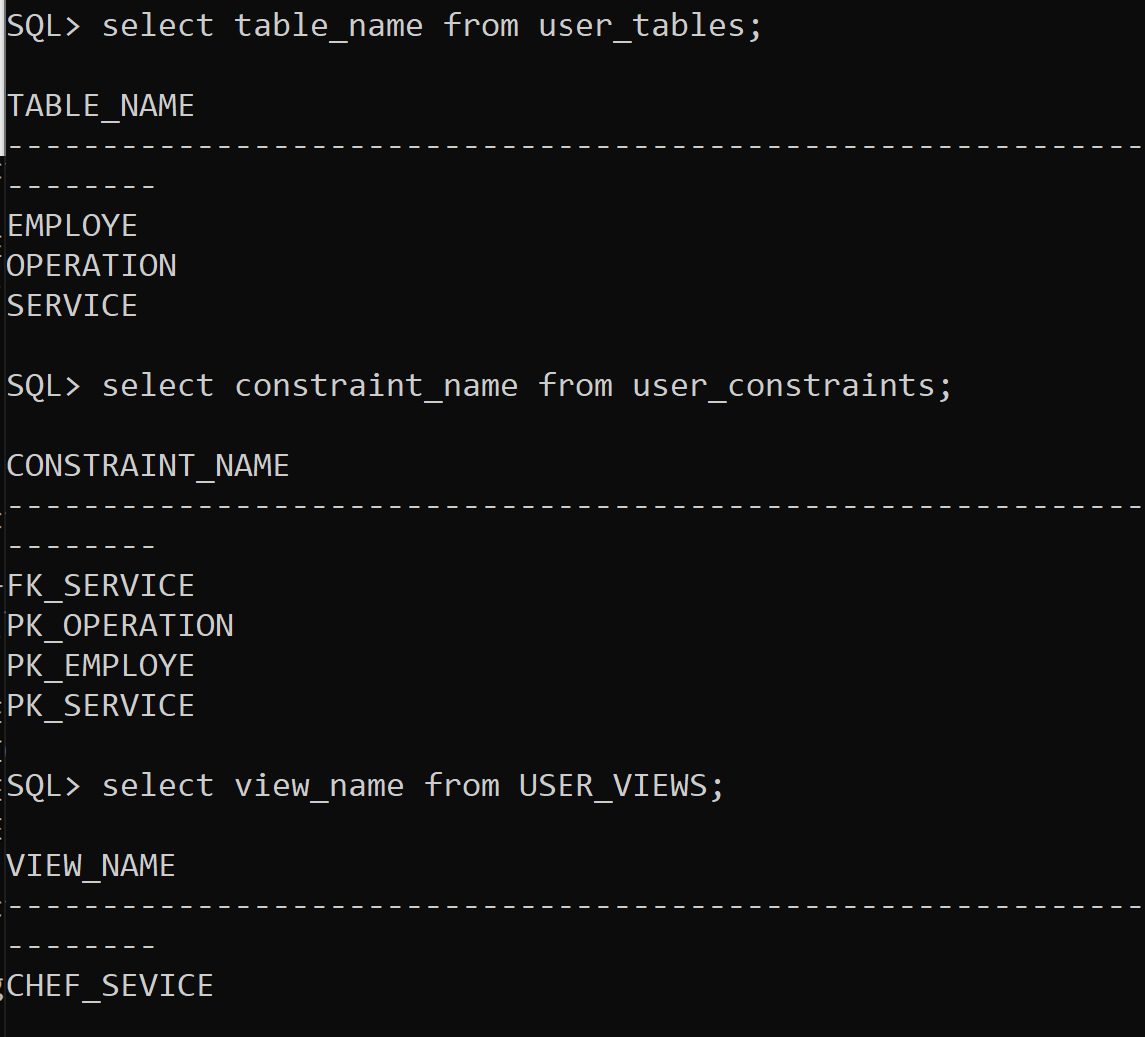 SQL> select table_name from user_tables;
TABLE_NAME
------------------------------------------------------------
--------
EMPLOYE
OPERATION
SERVICE
SQL> select constraint_name from user_constraints;
CONSTRAINT_NAME
------------------------------------------------------------
--------
FK_SERVICE
PK_OPERATION
PK_EMPLOYE
PK_SERVICE
SQL> select view_name from USER_VIEWS;
VIEW_NAME
------------------------------------------------------------
--------
CHEF_SEVICE